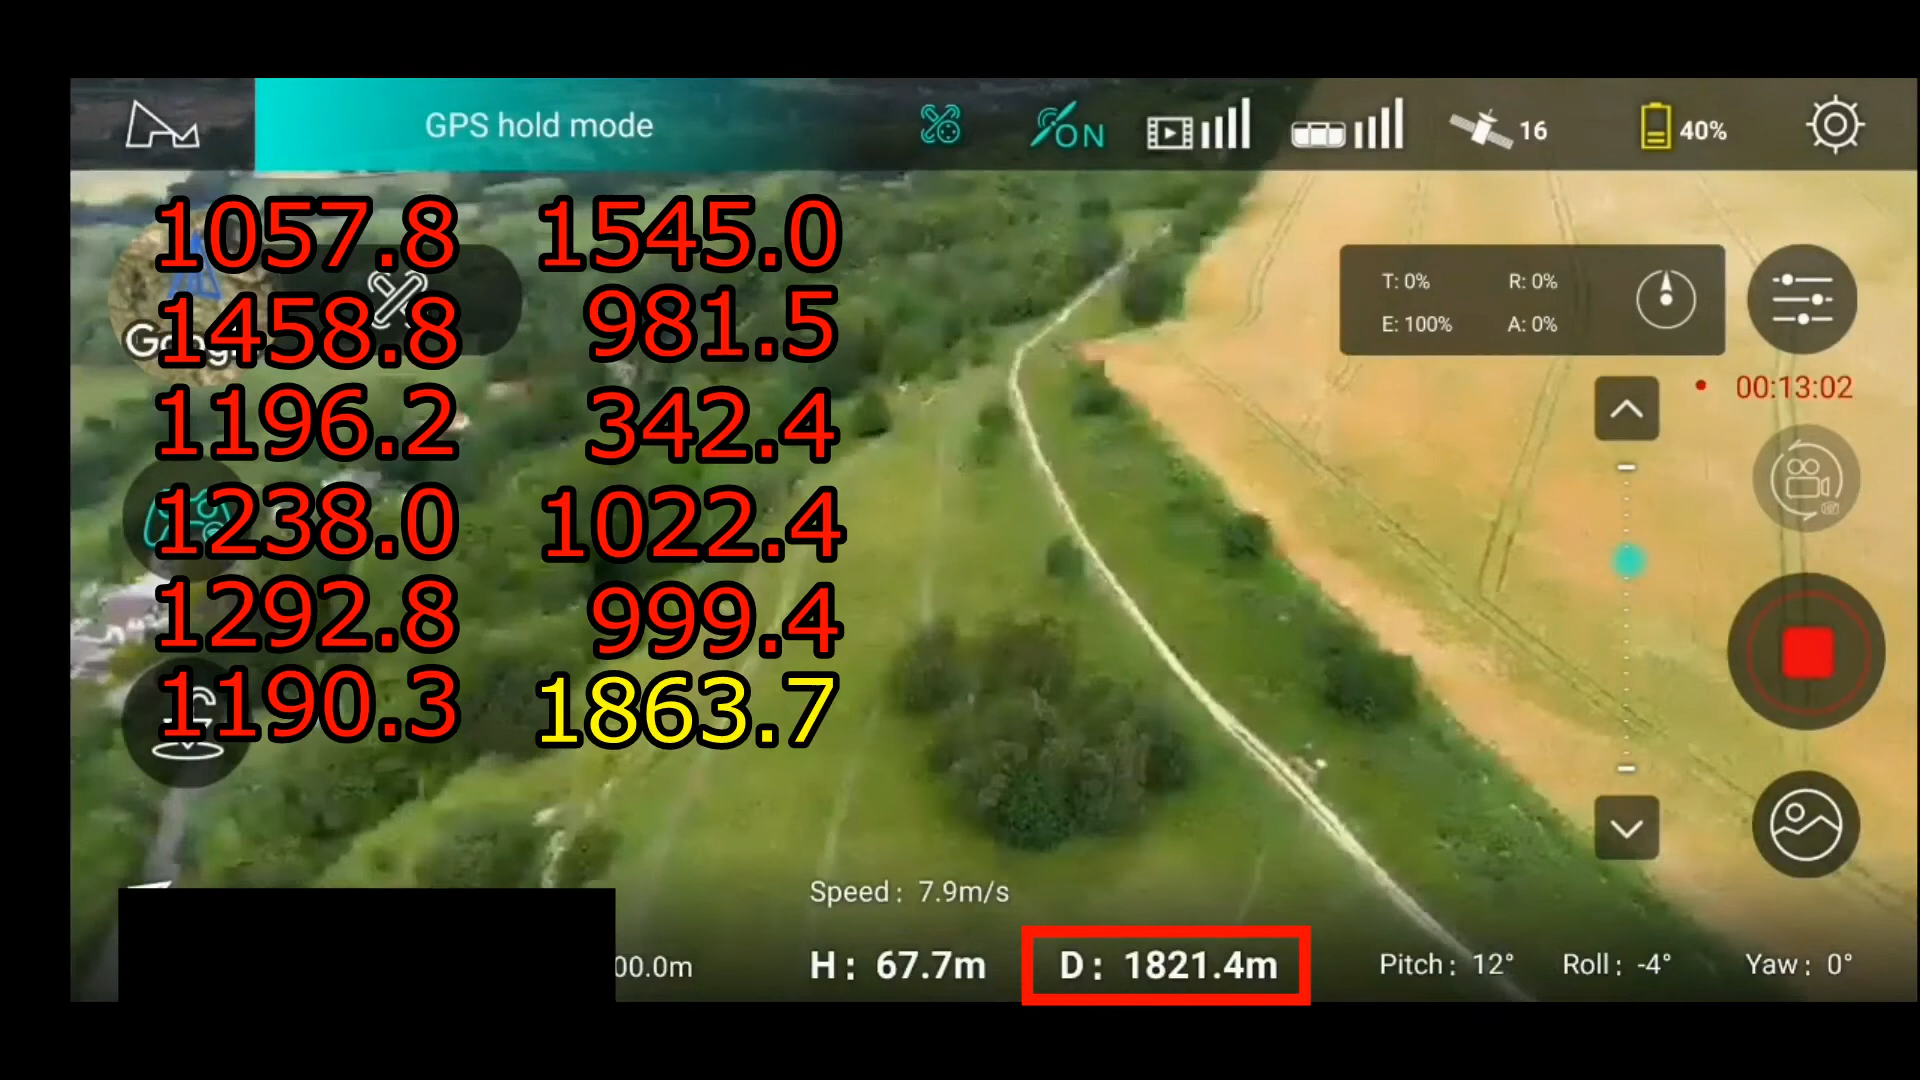 GPS hold mode
ON
16
40%
1057.8 1545.0
1458.8 981.5
1196.2 342.4
1238.0 1022.4
1292.8 999.4
1190.3 1863.7
T: 0% R: 0%
E: 100% A: 0%
00:13:02
Speed : 7.9m/s
00.0m H : 67.7m D : 1821.4m Pitch : 12° Roll : -4° Yaw : 0°